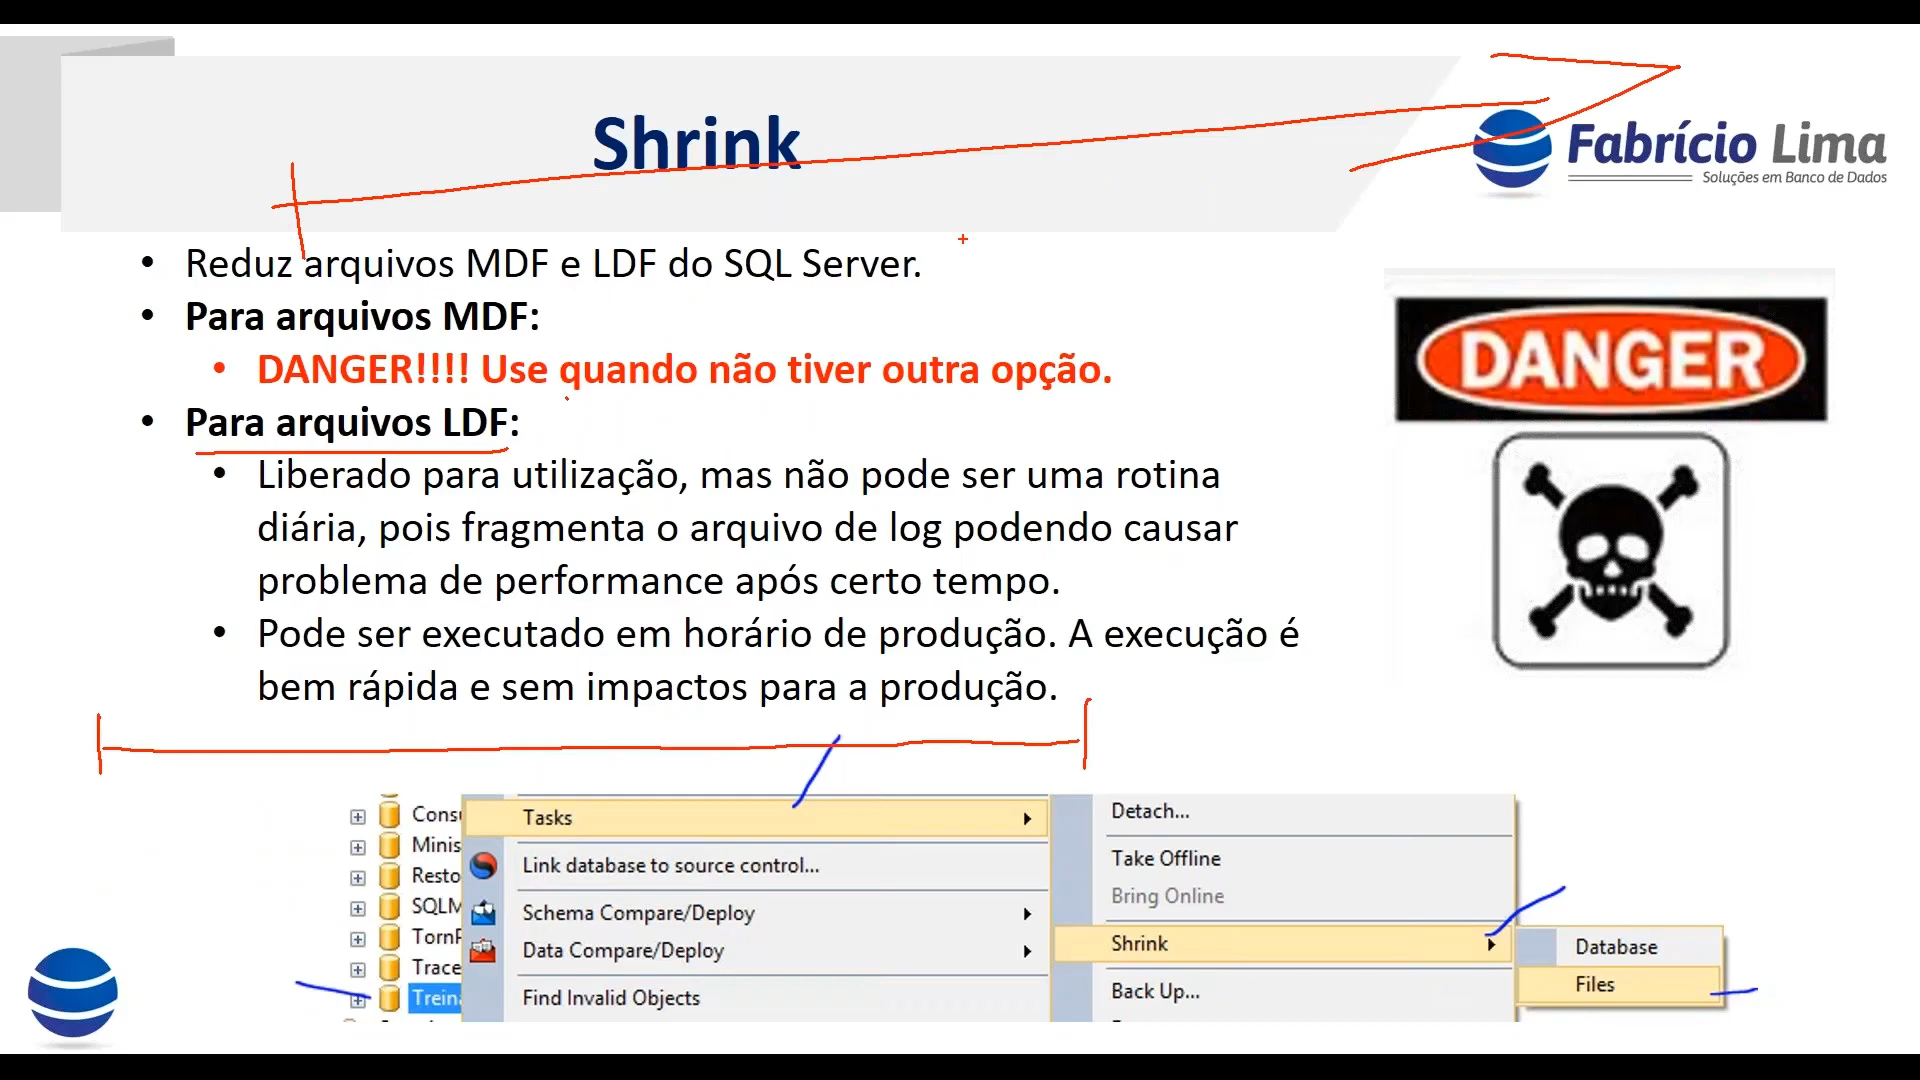 Shrink
Fabrício Lima
Soluções em Banco de Dados
• Reduz arquivos MDF e LDF do SQL Server.
• Para arquivos MDF:
• DANGER!!!! Use quando não tiver outra opção.
• Para arquivos LDF:
• Liberado para utilização, mas não pode ser uma rotina
diária, pois fragmenta o arquivo de log podendo causar
problema de performance após certo tempo.
• Pode ser executado em horário de produção. A execução é
bem rápida e sem impactos para a produção.
DANGER
Minis
Resto
Trace
Treina
Tasks
Link database to source control...
Schema Compare/Deploy
Data Compare/Deploy
Find Invalid Objects
Detach...
Take Offline
Bring Online
Shrink
Back Up...
Database
Files